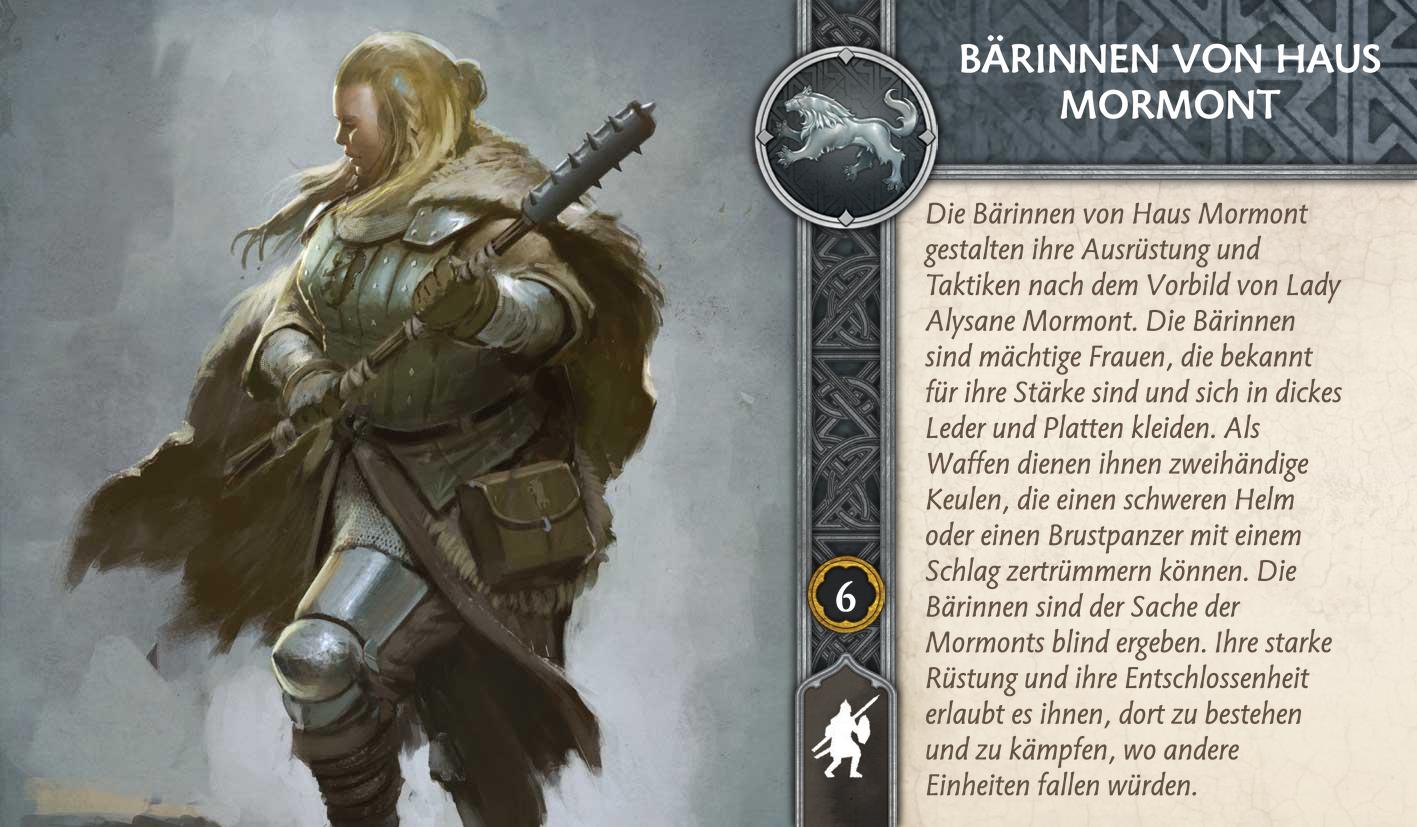 BÄRINNEN VON HAUS
MORMONT
Die Bärinnen von Haus Mormont
gestalten ihre Ausrüstung und
Taktiken nach dem Vorbild von Lady
Alysane Mormont. Die Bärinnen
sind mächtige Frauen, die bekannt
für ihre Stärke sind und sich in dickes
Leder und Platten kleiden. Als
Waffen dienen ihnen zweihändige
Keulen, die einen schweren Helm
oder einen Brustpanzer mit einem
Schlag zertrümmern können. Die
Bärinnen sind der Sache der
Mormonts blind ergeben. Ihre starke
Rüstung und ihre Entschlossenheit
erlaubt es ihnen, dort zu bestehen
und zu kämpfen, wo andere
Einheiten fallen würden.
6